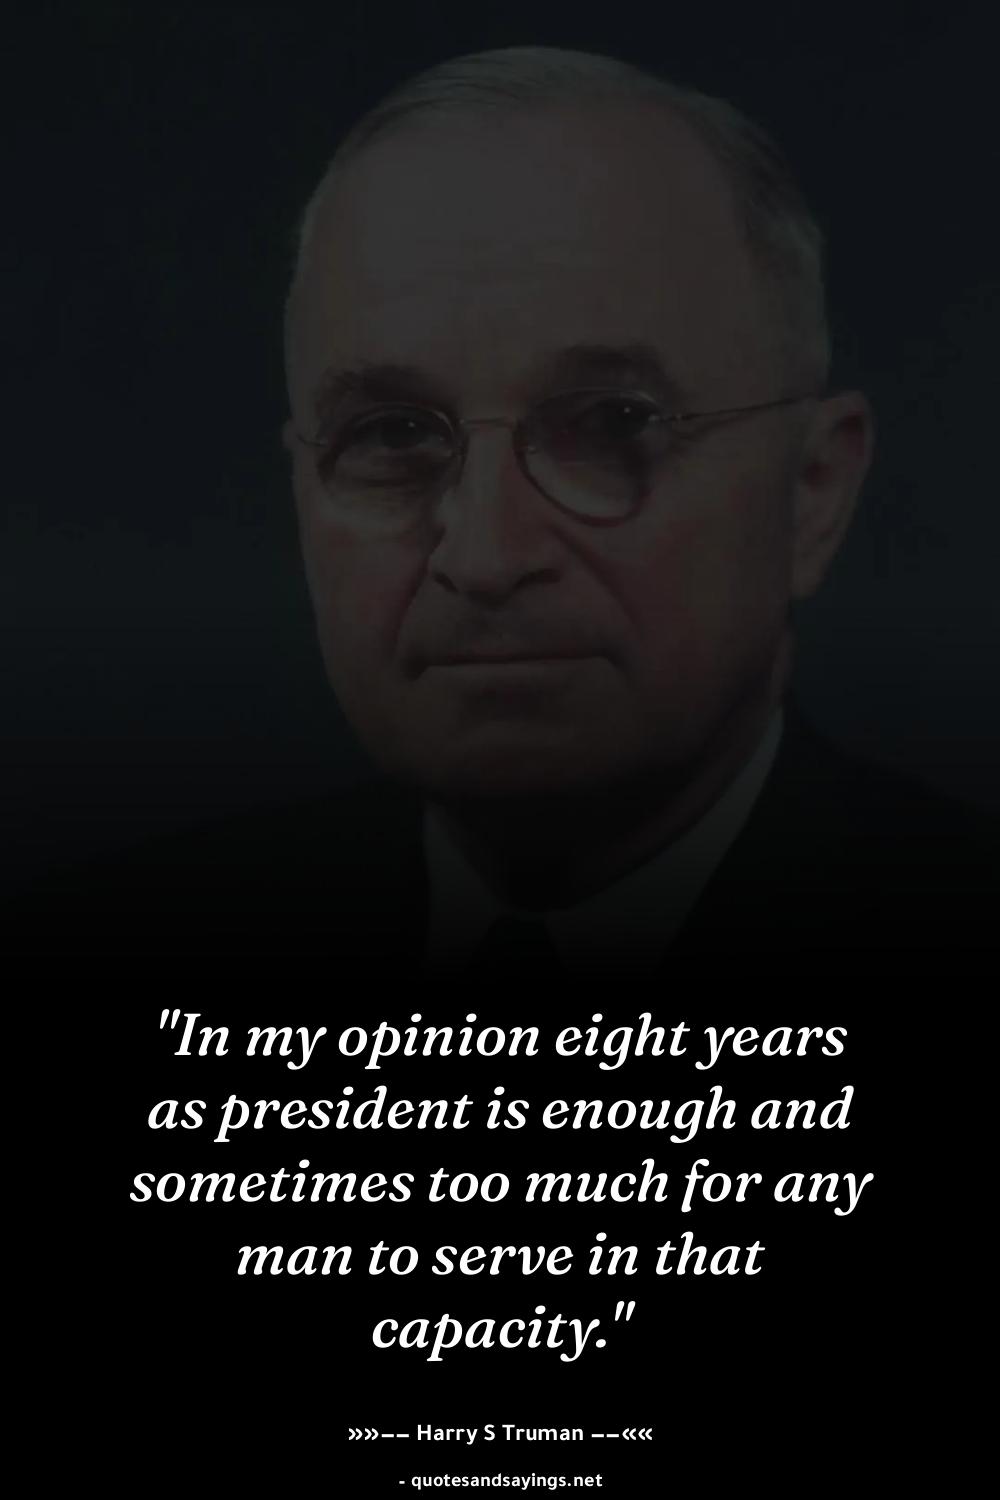 "In my opinion eight years
as president is enough and
sometimes too much for any
man to serve in that
capacity."
»»–– Harry S Truman ––««
- quotesandsayings.net